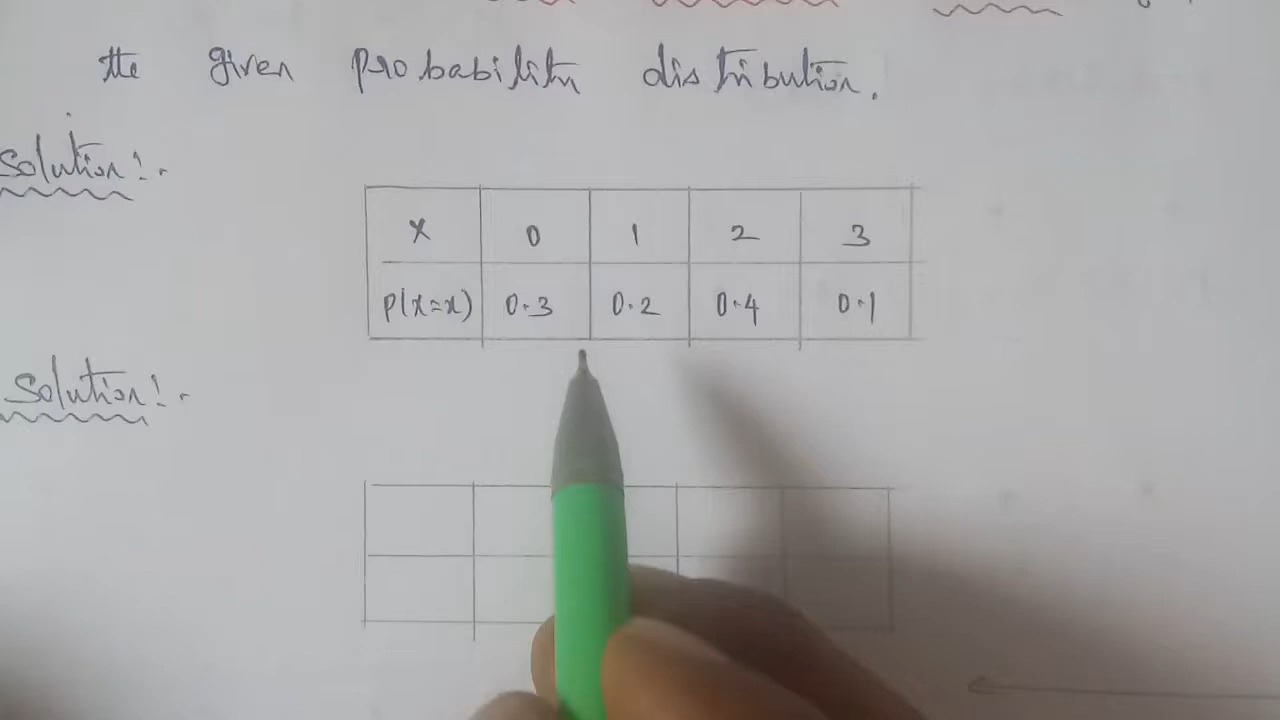 the given probability distribution.
Solution:-
X 0 1 2 3
P(X=x) 0.3 0.2 0.4 0.1
Solution:-